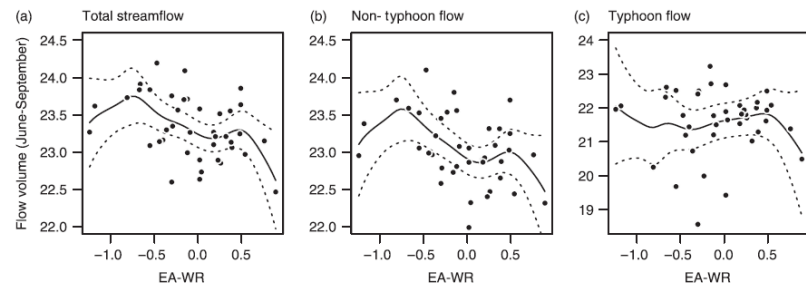 (a) Total streamflow
(b) Non- typhoon flow
(c) Typhoon flow
Flow volume (June-September)
24.5
24.0
23.5
23.0
22.5
22.0
−1.0 −0.5 0.0 0.5
EA-WR
24.5
24.0
23.5
23.0
22.5
22.0
−1.0 −0.5 0.0 0.5
EA-WR
24
23
22
21
20
19
−1.0 −0.5 0.0 0.5
EA-WR